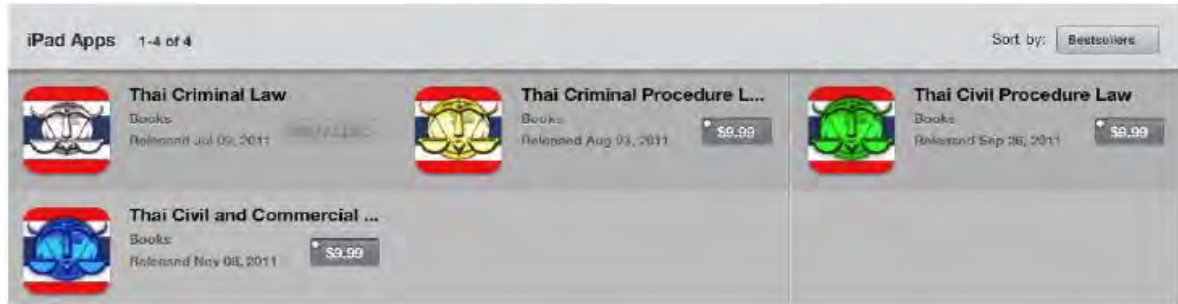 iPad Apps 1-4 of 4
Sort by: Bestsellers
Thai Criminal Law
Books
Released Jul 09, 2011
Thai Criminal Procedure L...
Books
$9.99
Released Aug 03, 2011
Thai Civil Procedure Law
Books
$9.99
Released Sep 26, 2011
Thai Civil and Commercial ...
Books
$9.99
Released Nov 08, 2011